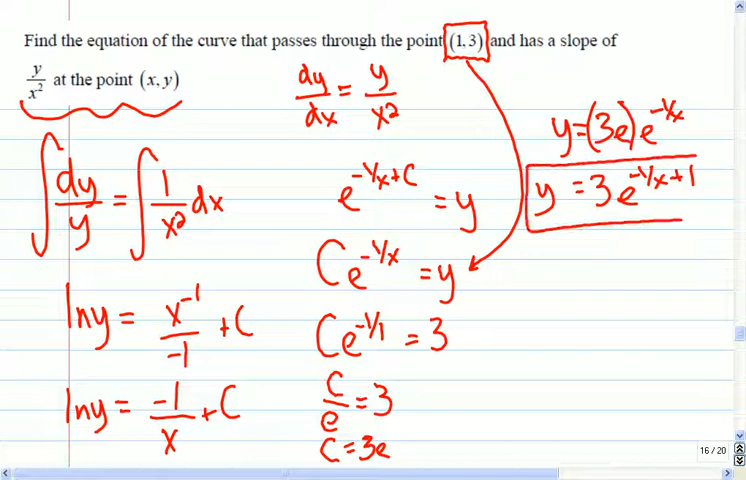 Find the equation of the curve that passes through the point (1,3) and has a slope of
y/x² at the point (x, y)
dy/dx = y/x²
∫ dy/y = ∫ 1/x² dx
ln y = x⁻¹/-1 + C
ln y = -1/x + C
e^(-1/x + C) = y
Ce^(-1/x) = y
Ce^(-1/1) = 3
C/e = 3
C = 3e
y = (3e)e^(-1/x)
y = 3e^(-1/x + 1)
16 / 20